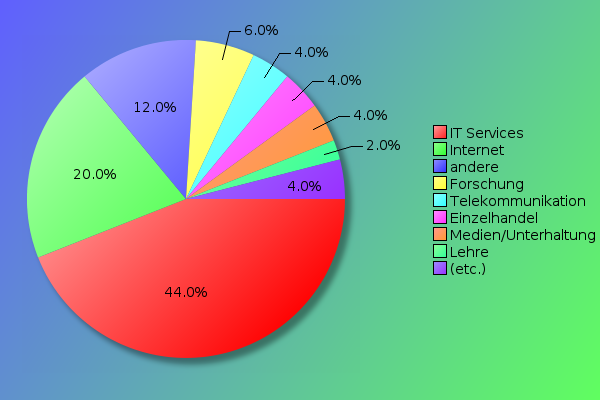 6.0%
4.0%
4.0%
12.0%
4.0%
2.0%
20.0%
4.0%
44.0%
IT Services
Internet
andere
Forschung
Telekommunikation
Einzelhandel
Medien/Unterhaltung
Lehre
(etc.)